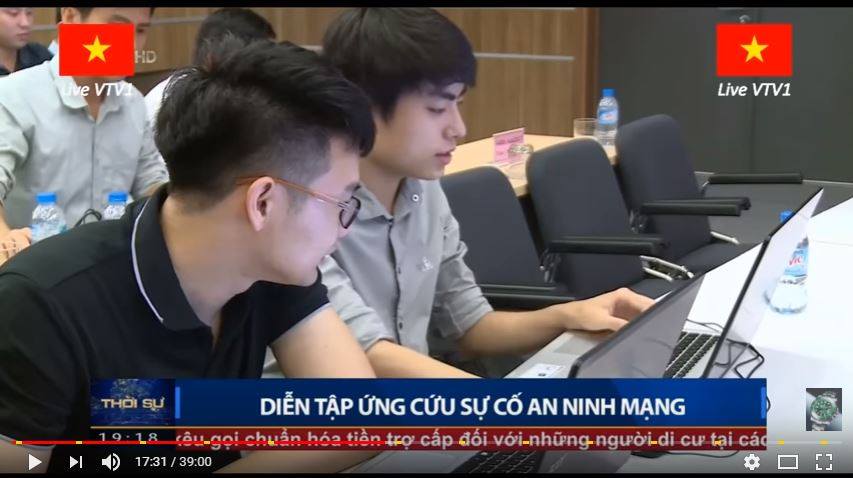 HD
Live VTV1
Live VTV1
THỜI SỰ
DIỄN TẬP ỨNG CỨU SỰ CỐ AN NINH MẠNG
19:18
kêu gọi chuẩn hóa tiền trợ cấp đối với những người di cư tại các
17:31 / 39:00